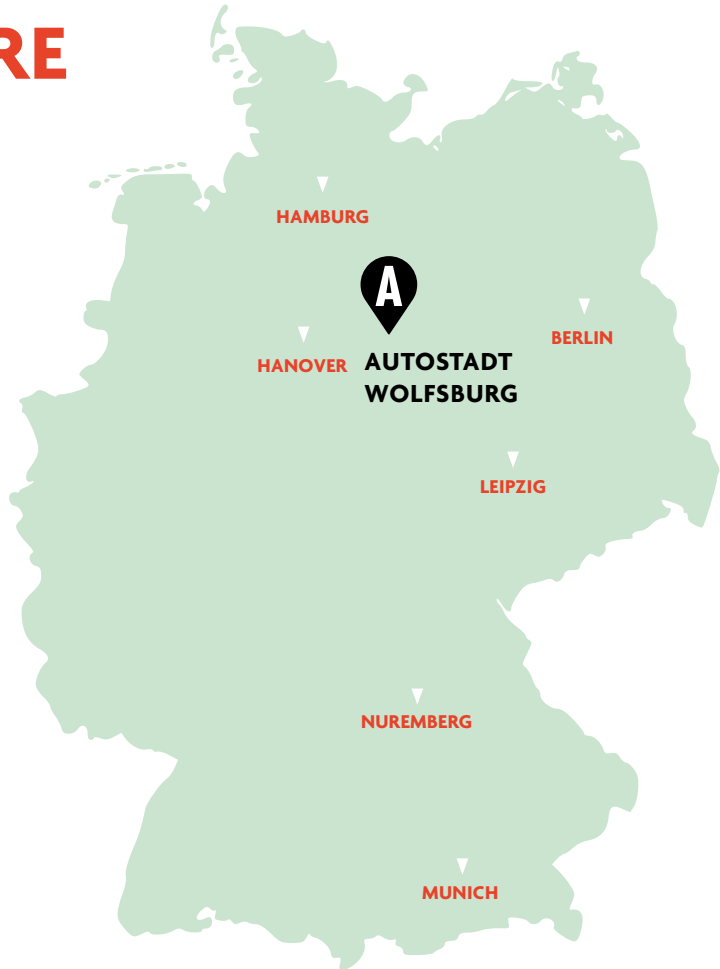 RE
HAMBURG
A
BERLIN
HANOVER
AUTOSTADT
WOLFSBURG
LEIPZIG
NUREMBERG
MUNICH